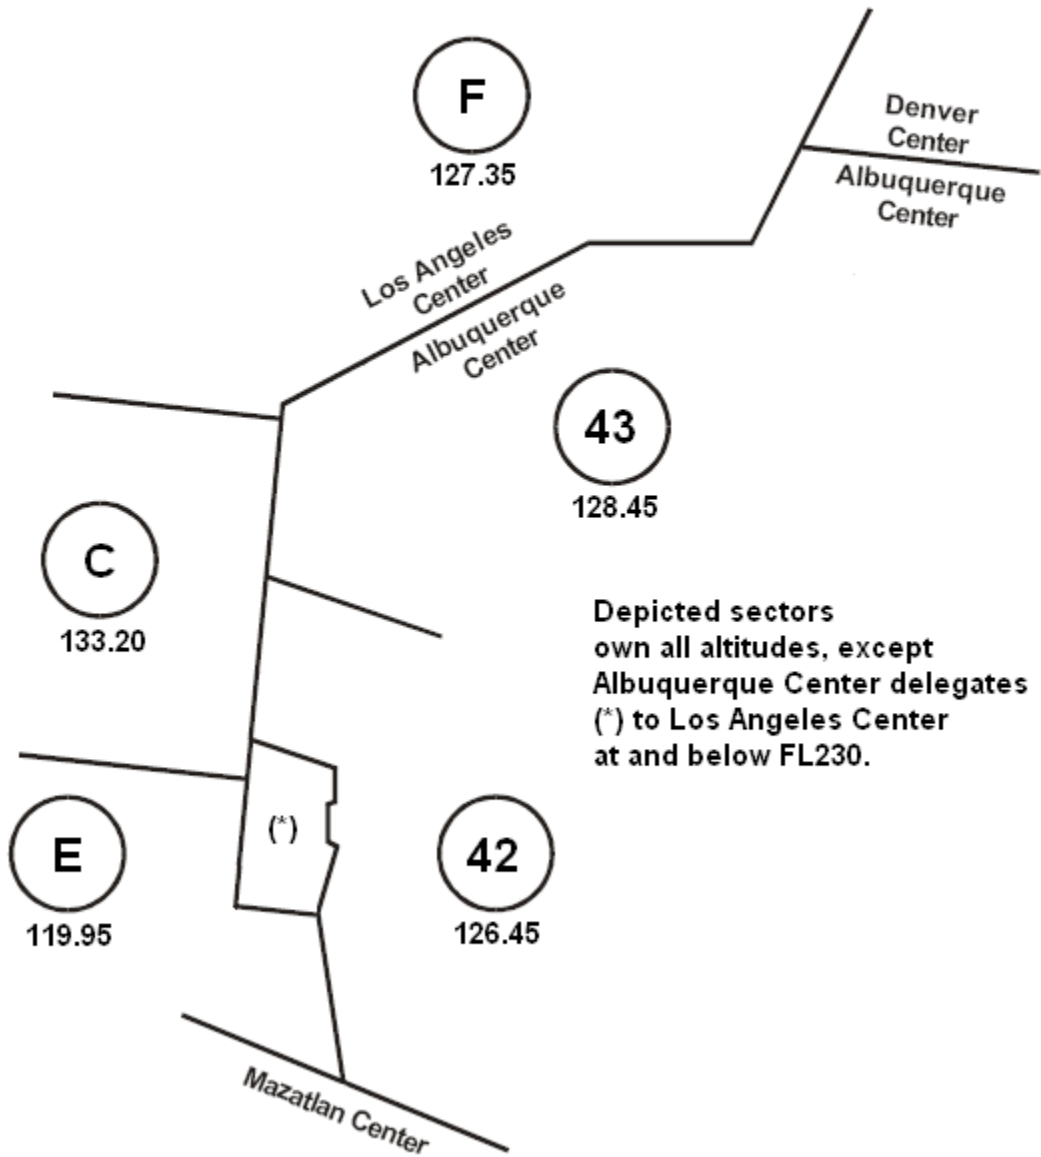 F
127.35
Denver
Center
Albuquerque
Center
Los Angeles
Center
Albuquerque
Center
43
128.45
C
133.20
Depicted sectors
own all altitudes, except
Albuquerque Center delegates
(*) to Los Angeles Center
at and below FL230.
(*)
E
119.95
42
126.45
Mazatlan Center